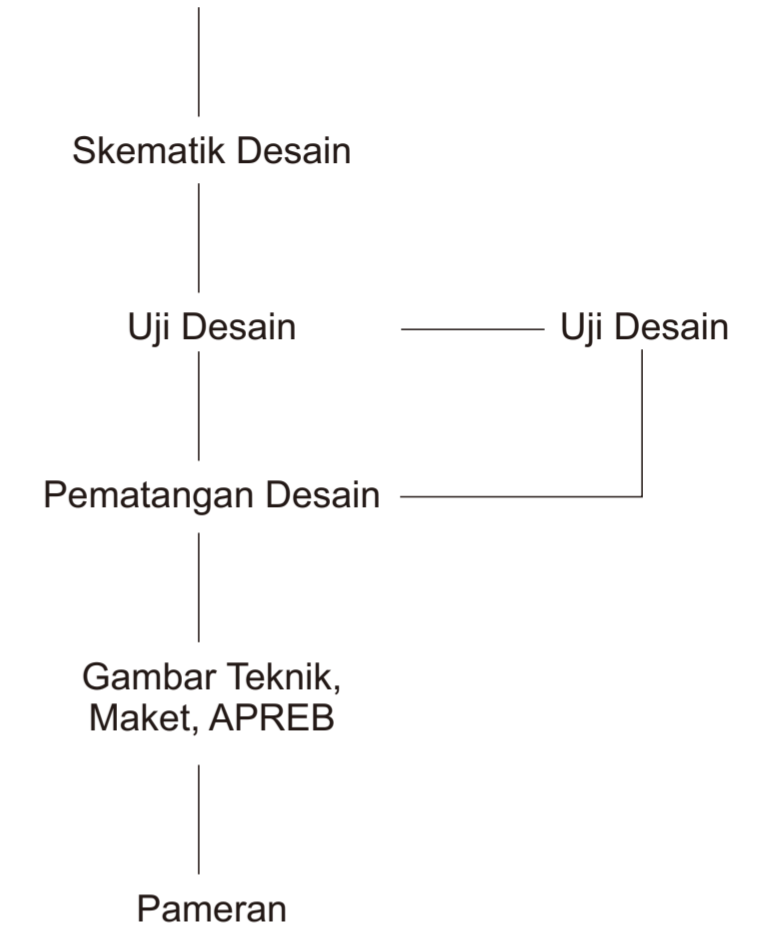 Skematik Desain
Uji Desain
Uji Desain
Pematangan Desain
Gambar Teknik,
Maket, APREB
Pameran